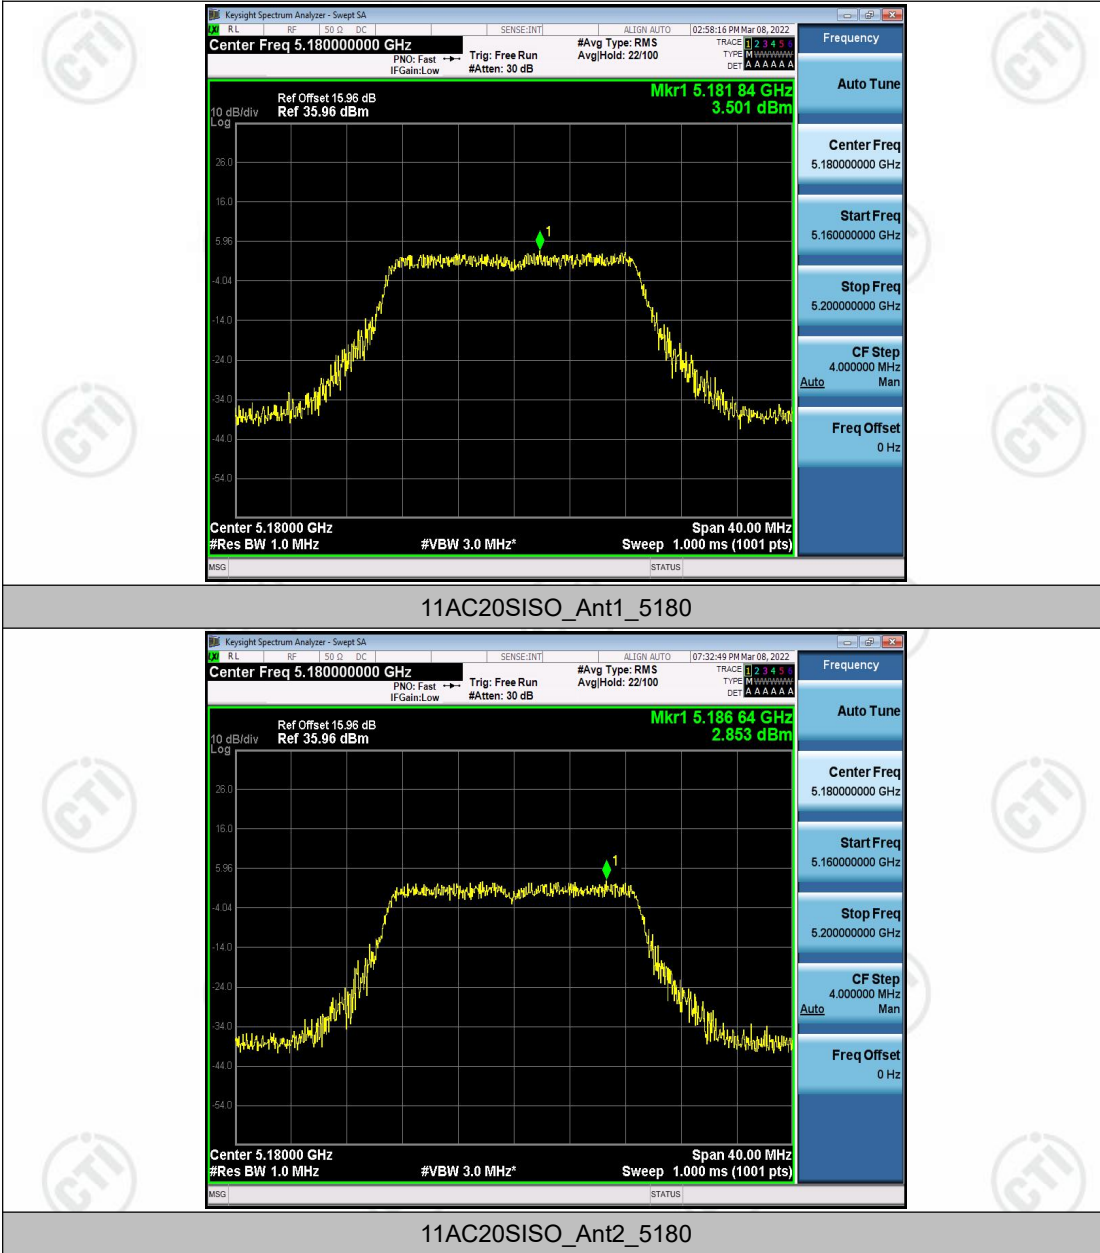 Keysight Spectrum Analyzer - Swept SA
LXI RL RF 50 Ω DC SENSE:INT ALIGN AUTO 02:58:16 PM Mar 08, 2022
Center Freq 5.180000000 GHz
PNO: Fast
IFGain:Low
Trig: Free Run
#Atten: 30 dB
#Avg Type: RMS
Avg|Hold: 22/100
TRACE 1 2 3 4 5 6
TYPE M WWWWW
DET A A A A A A
Frequency
Auto Tune
Center Freq
5.180000000 GHz
Start Freq
5.160000000 GHz
Stop Freq
5.200000000 GHz
CF Step
4.000000 MHz
Auto Man
Freq Offset
0 Hz
Mkr1 5.181 84 GHz
3.501 dBm
Ref Offset 15.96 dB
10 dB/div Ref 35.96 dBm
Log
26.0
16.0
5.96
-4.04
-14.0
-24.0
-34.0
-44.0
-54.0
1
Center 5.18000 GHz Span 40.00 MHz
#Res BW 1.0 MHz #VBW 3.0 MHz* Sweep 1.000 ms (1001 pts)
MSG STATUS
11AC20SISO_Ant1_5180
Keysight Spectrum Analyzer - Swept SA
LXI RL RF 50 Ω DC SENSE:INT ALIGN AUTO 07:32:49 PM Mar 08, 2022
Center Freq 5.180000000 GHz
PNO: Fast
IFGain:Low
Trig: Free Run
#Atten: 30 dB
#Avg Type: RMS
Avg|Hold: 22/100
TRACE 1 2 3 4 5 6
TYPE M WWWWW
DET A A A A A A
Frequency
Auto Tune
Center Freq
5.180000000 GHz
Start Freq
5.160000000 GHz
Stop Freq
5.200000000 GHz
CF Step
4.000000 MHz
Auto Man
Freq Offset
0 Hz
Mkr1 5.186 64 GHz
2.853 dBm
Ref Offset 15.96 dB
10 dB/div Ref 35.96 dBm
Log
26.0
16.0
5.96
-4.04
-14.0
-24.0
-34.0
-44.0
-54.0
1
Center 5.18000 GHz Span 40.00 MHz
#Res BW 1.0 MHz #VBW 3.0 MHz* Sweep 1.000 ms (1001 pts)
MSG STATUS
11AC20SISO_Ant2_5180
CTI
CTI
CTI
CTI
CTI
CTI
CTI
CTI